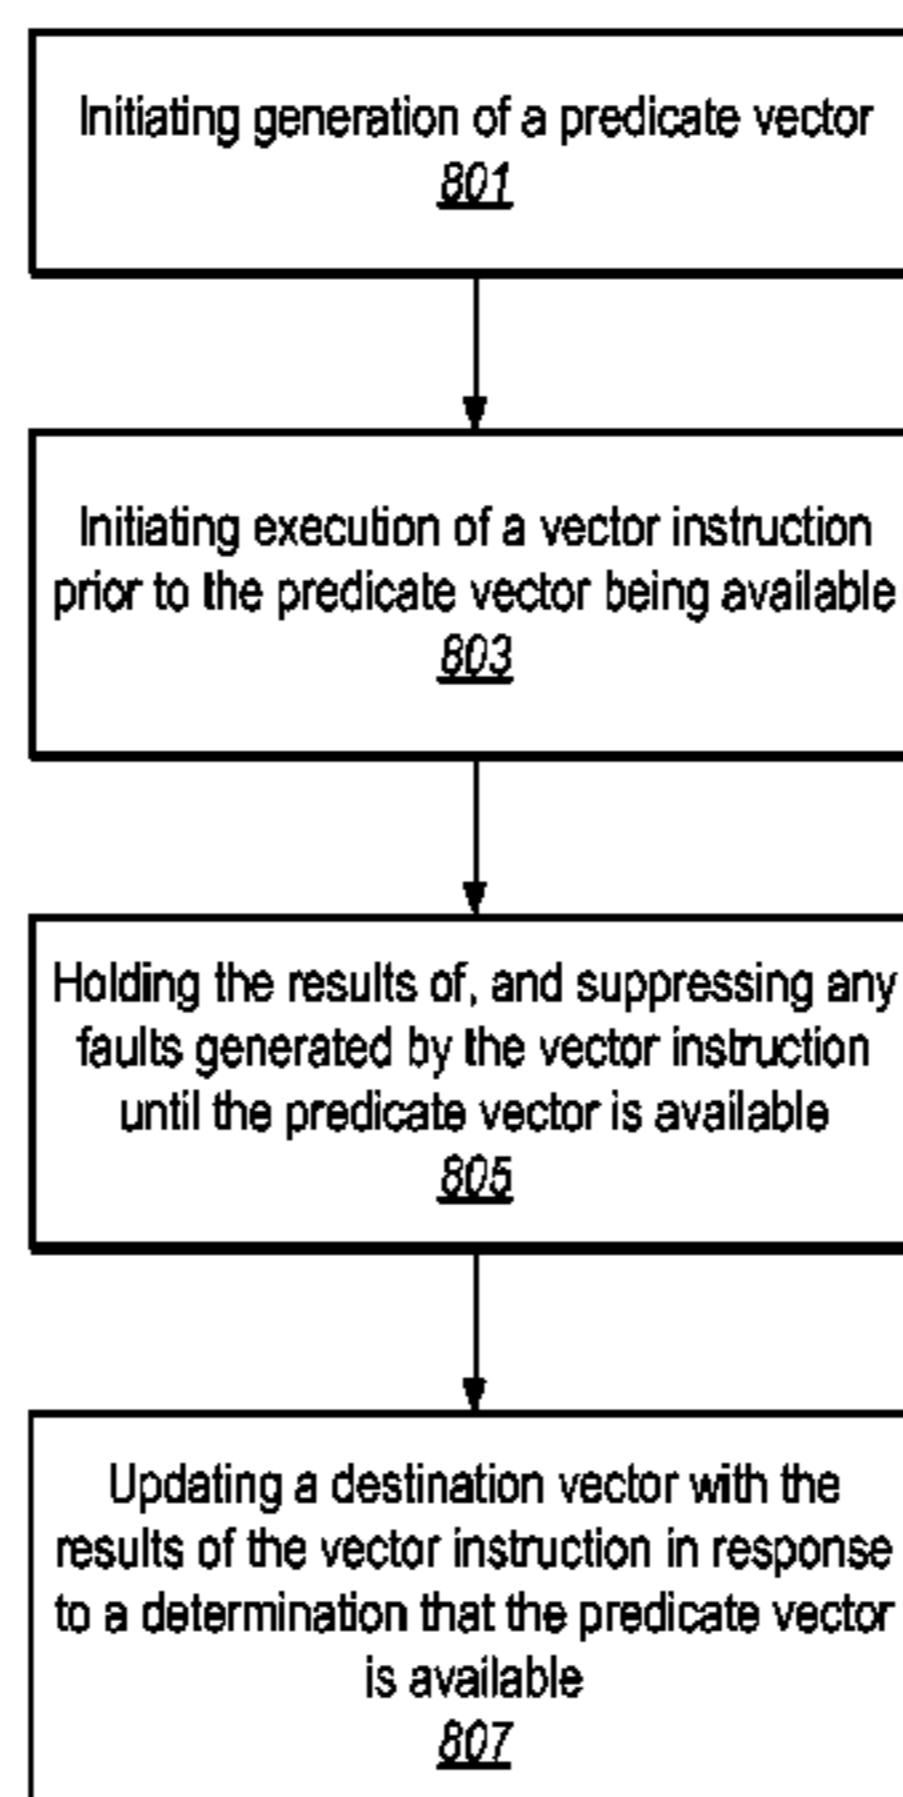 Initiating generation of a predicate vector
801
Initiating execution of a vector instruction
prior to the predicate vector being available
803
Holding the results of, and suppressing any
faults generated by the vector instruction
until the predicate vector is available
805
Updating a destination vector with the
results of the vector instruction in response
to a determination that the predicate vector
is available
807